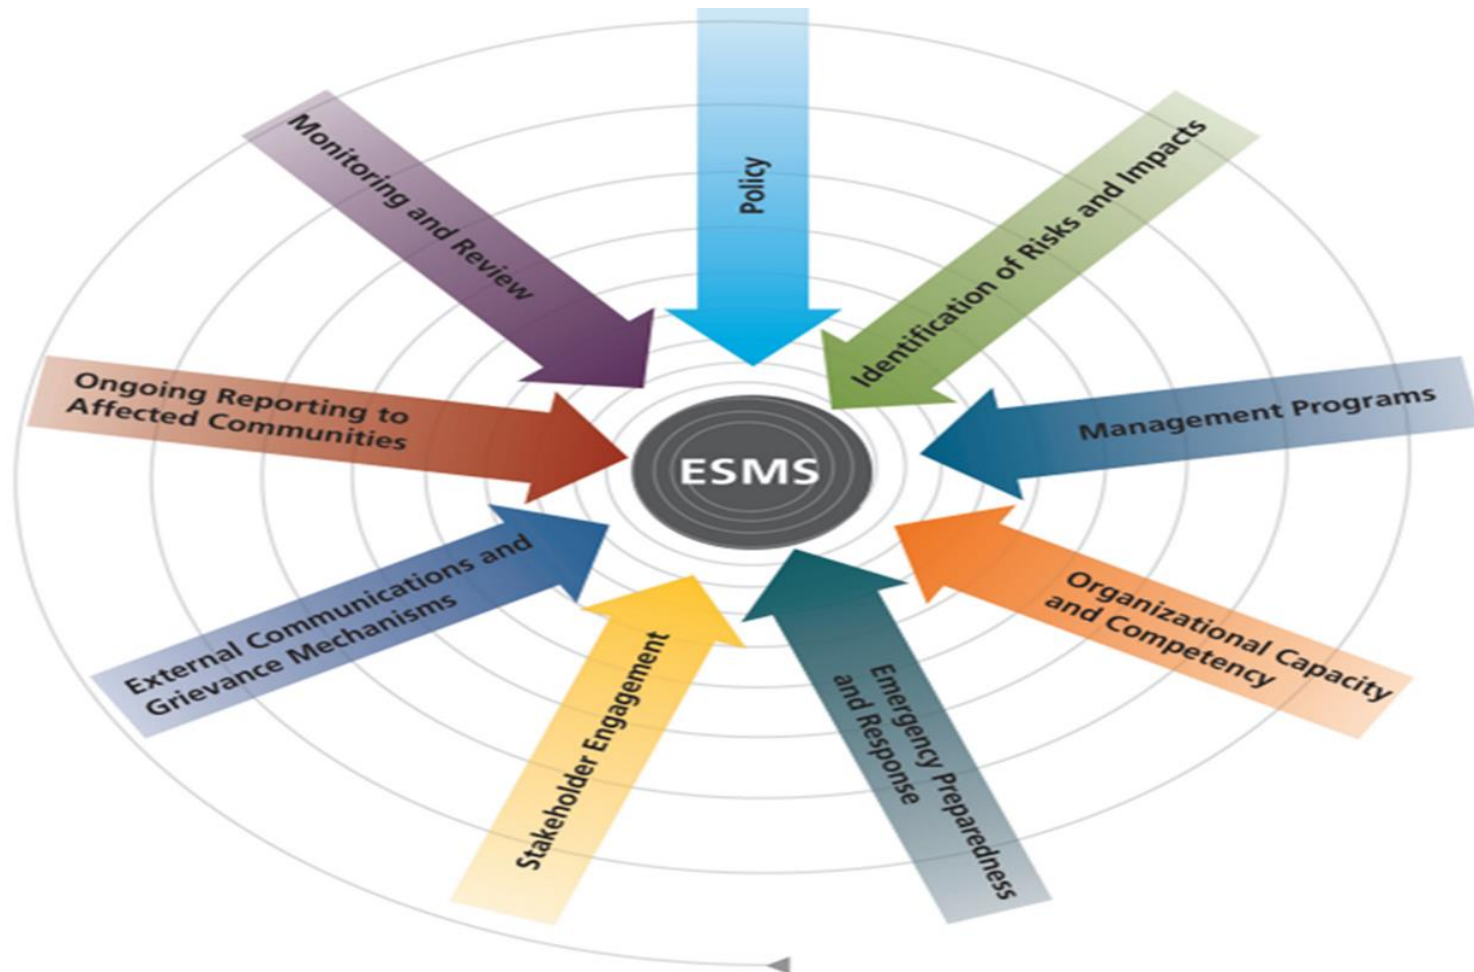 Policy
Identification of Risks and Impacts
Management Programs
Organizational Capacity
and Competency
Emergency Preparedness
and Response
Stakeholder Engagement
External Communications and
Grievance Mechanisms
Ongoing Reporting to
Affected Communities
Monitoring and Review
ESMS